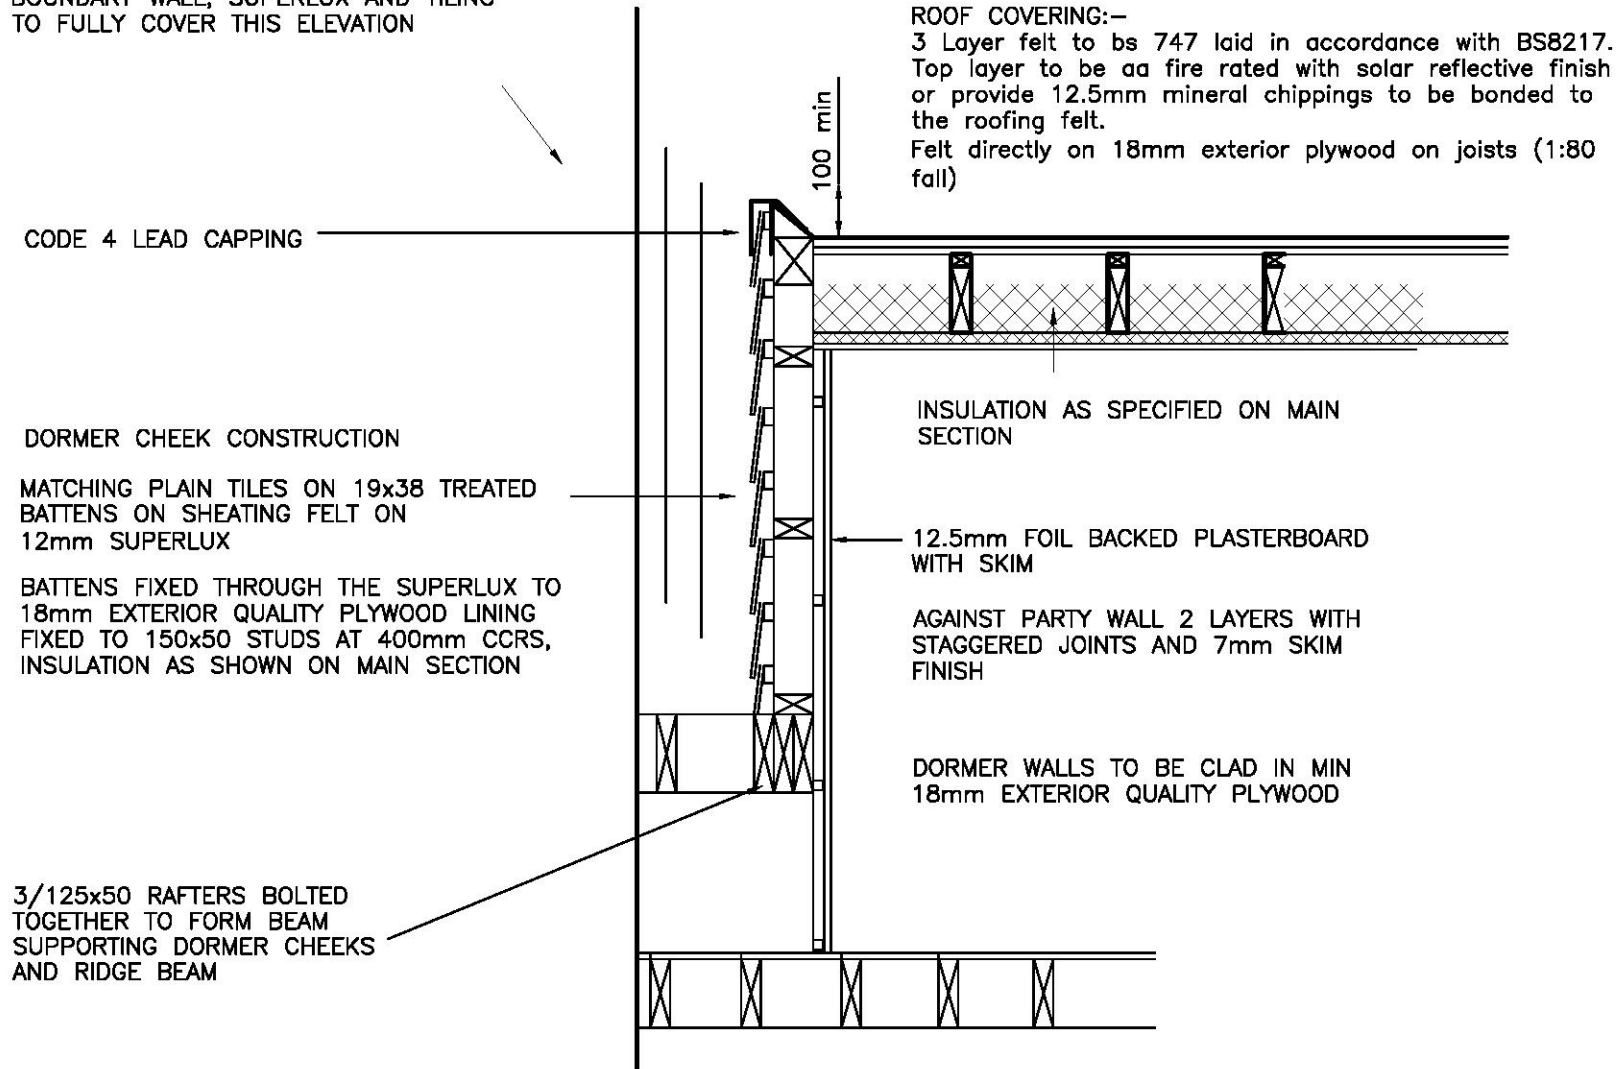 BOUNDARY WALL, SUPERLUX AND TILING
TO FULLY COVER THIS ELEVATION
ROOF COVERING:-
3 Layer felt to bs 747 laid in accordance with BS8217.
Top layer to be aa fire rated with solar reflective finish
or provide 12.5mm mineral chippings to be bonded to
the roofing felt.
Felt directly on 18mm exterior plywood on joists (1:80
fall)
100 min
CODE 4 LEAD CAPPING
INSULATION AS SPECIFIED ON MAIN
SECTION
DORMER CHEEK CONSTRUCTION
MATCHING PLAIN TILES ON 19x38 TREATED
BATTENS ON SHEATING FELT ON
12mm SUPERLUX
BATTENS FIXED THROUGH THE SUPERLUX TO
18mm EXTERIOR QUALITY PLYWOOD LINING
FIXED TO 150x50 STUDS AT 400mm CCRS,
INSULATION AS SHOWN ON MAIN SECTION
12.5mm FOIL BACKED PLASTERBOARD
WITH SKIM
AGAINST PARTY WALL 2 LAYERS WITH
STAGGERED JOINTS AND 7mm SKIM
FINISH
DORMER WALLS TO BE CLAD IN MIN
18mm EXTERIOR QUALITY PLYWOOD
3/125x50 RAFTERS BOLTED
TOGETHER TO FORM BEAM
SUPPORTING DORMER CHEEKS
AND RIDGE BEAM